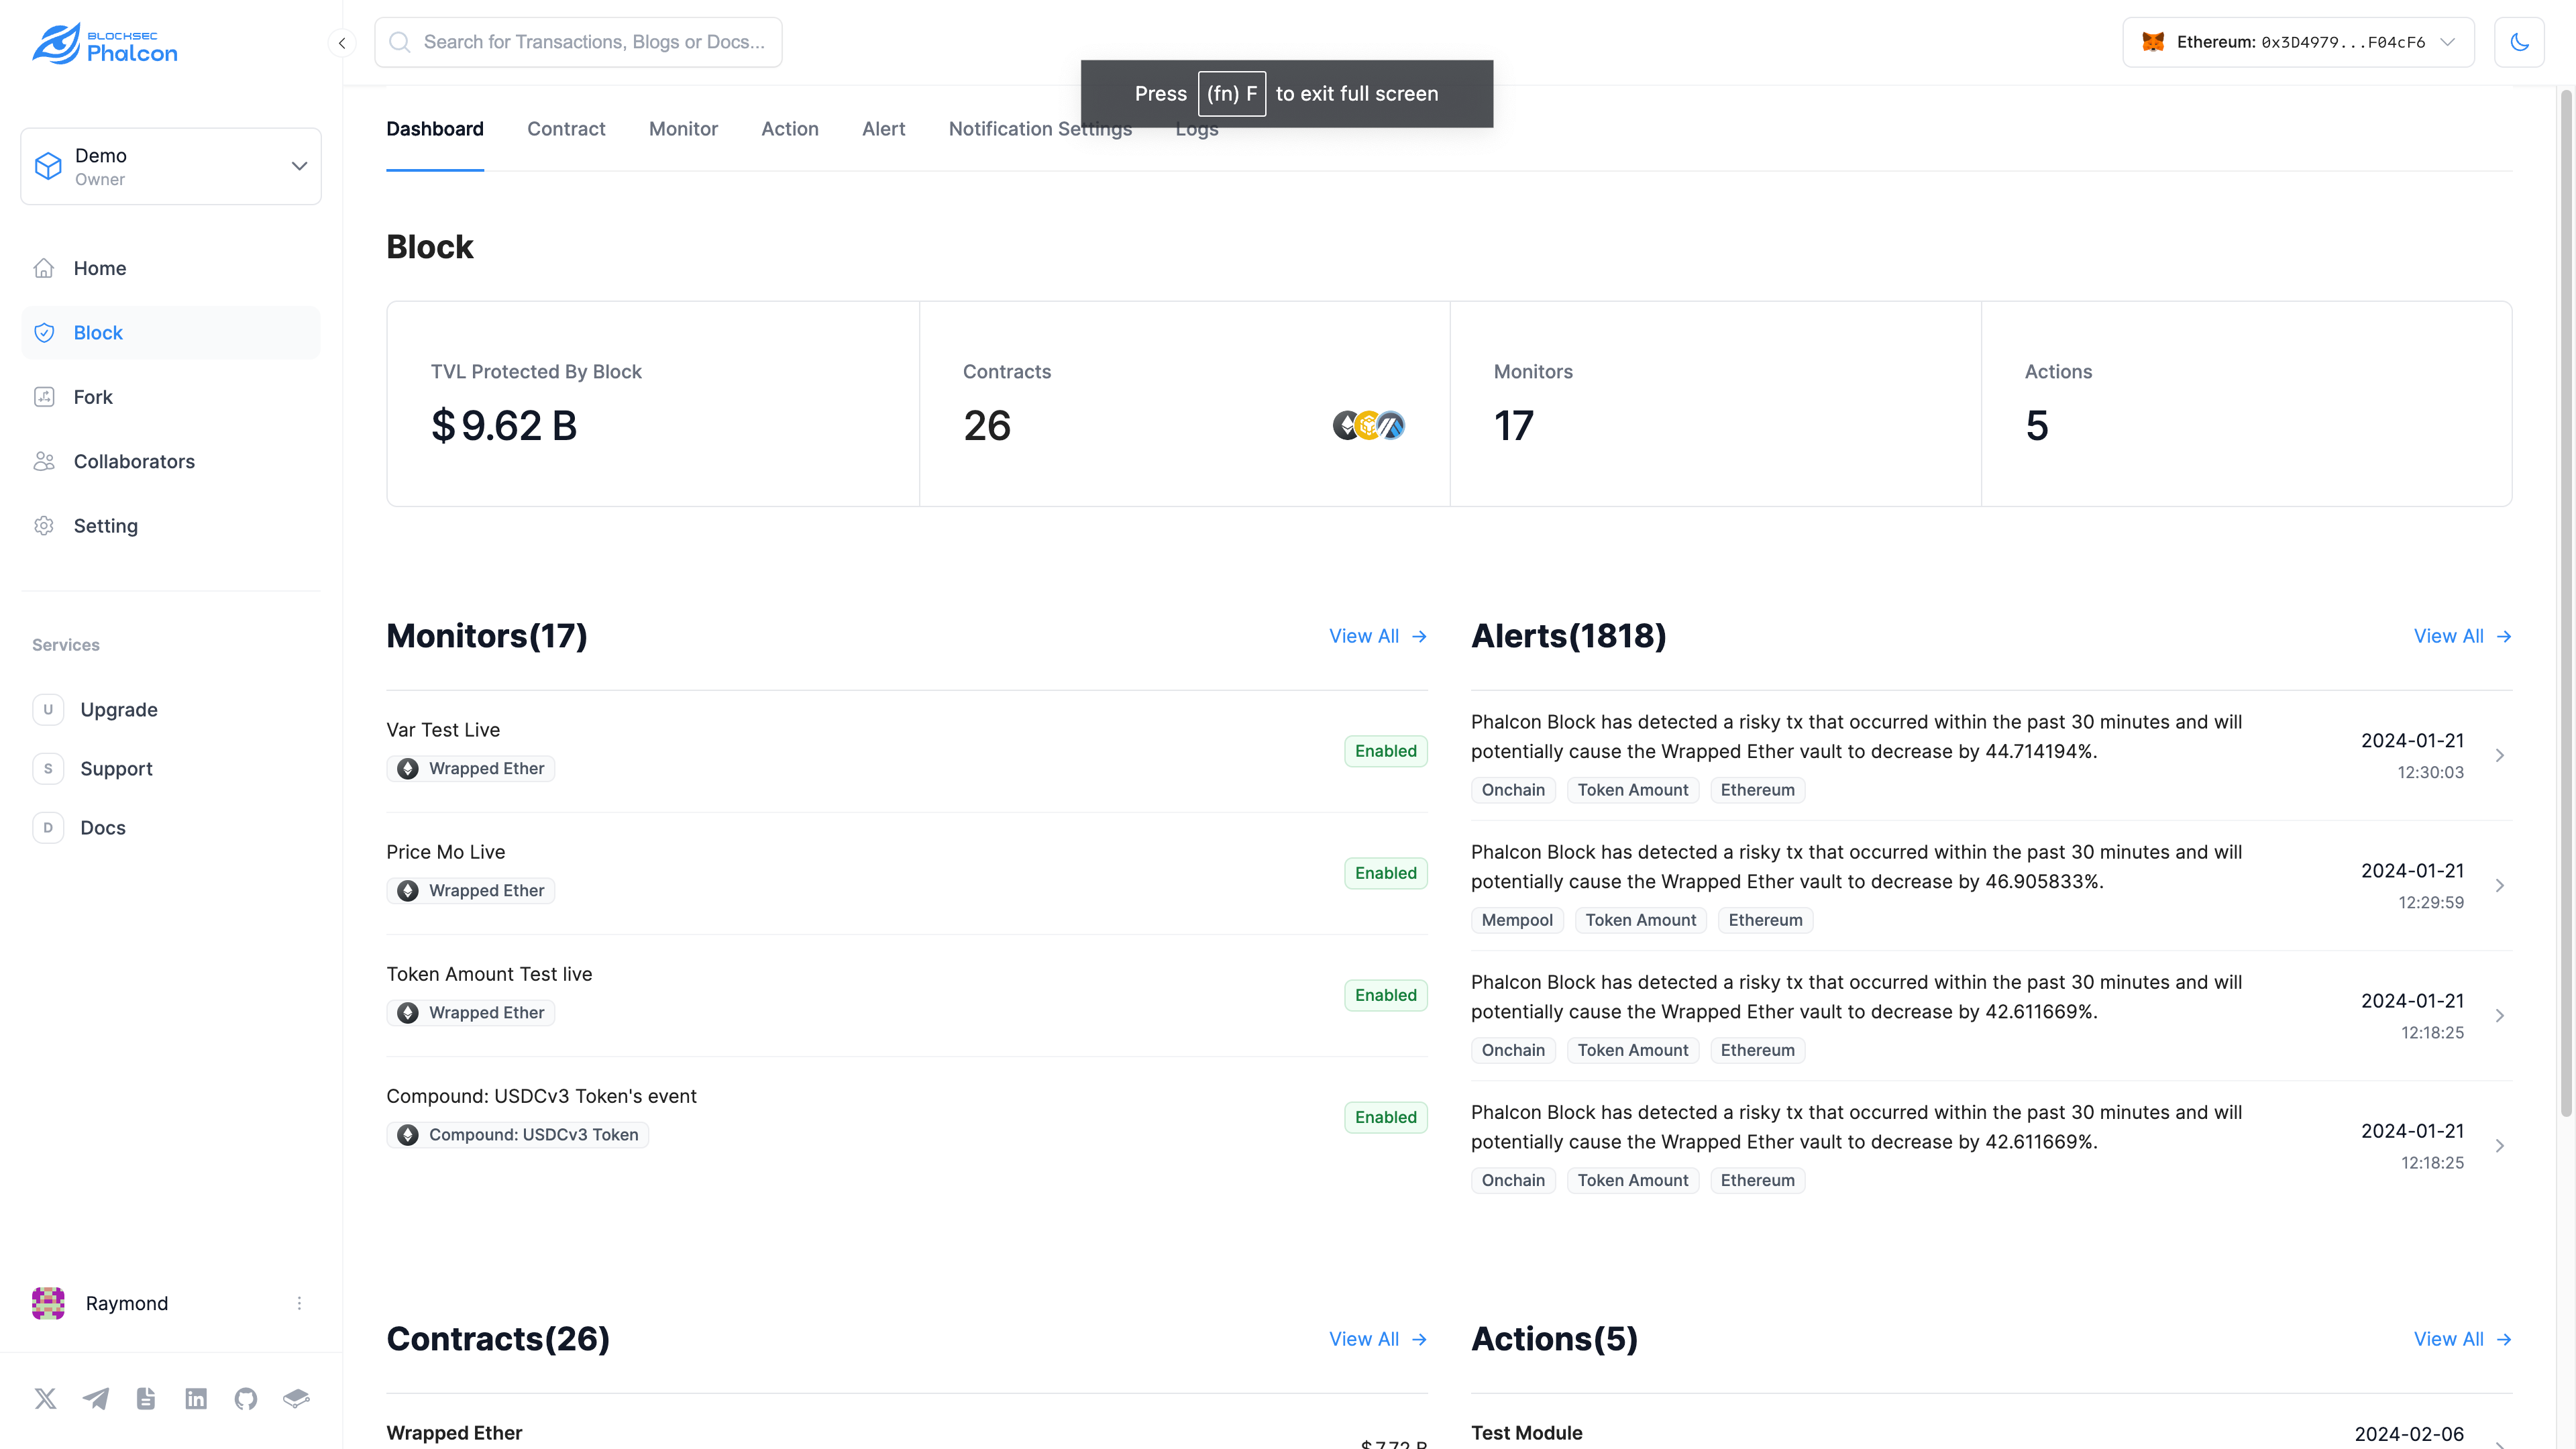 BLOCKSEC
Phalcon
Search for Transactions, Blogs or Docs...
Ethereum: 0x3D4979...F04cF6
Press (fn) F to exit full screen
Demo
Owner
Home
Block
Fork
Collaborators
Setting
Services
U Upgrade
S Support
D Docs
Raymond
Dashboard Contract Monitor Action Alert Notification Settings Logs
Block
TVL Protected By Block
$ 9.62 B
Contracts
26
Monitors
17
Actions
5
Monitors(17)
View All →
Var Test Live
Wrapped Ether
Enabled
Price Mo Live
Wrapped Ether
Enabled
Token Amount Test live
Wrapped Ether
Enabled
Compound: USDCv3 Token's event
Compound: USDCv3 Token
Enabled
Alerts(1818)
View All →
Phalcon Block has detected a risky tx that occurred within the past 30 minutes and will
potentially cause the Wrapped Ether vault to decrease by 44.714194%.
Onchain Token Amount Ethereum
2024-01-21
12:30:03
Phalcon Block has detected a risky tx that occurred within the past 30 minutes and will
potentially cause the Wrapped Ether vault to decrease by 46.905833%.
Mempool Token Amount Ethereum
2024-01-21
12:29:59
Phalcon Block has detected a risky tx that occurred within the past 30 minutes and will
potentially cause the Wrapped Ether vault to decrease by 42.611669%.
Onchain Token Amount Ethereum
2024-01-21
12:18:25
Phalcon Block has detected a risky tx that occurred within the past 30 minutes and will
potentially cause the Wrapped Ether vault to decrease by 42.611669%.
Onchain Token Amount Ethereum
2024-01-21
12:18:25
Contracts(26)
View All →
Wrapped Ether
Actions(5)
View All →
Test Module
2024-02-06